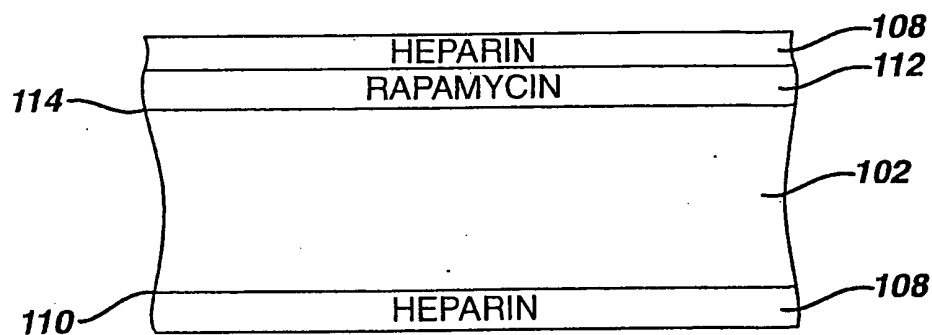 HEPARIN 108
RAPAMYCIN 112
114
102
110 HEPARIN 108